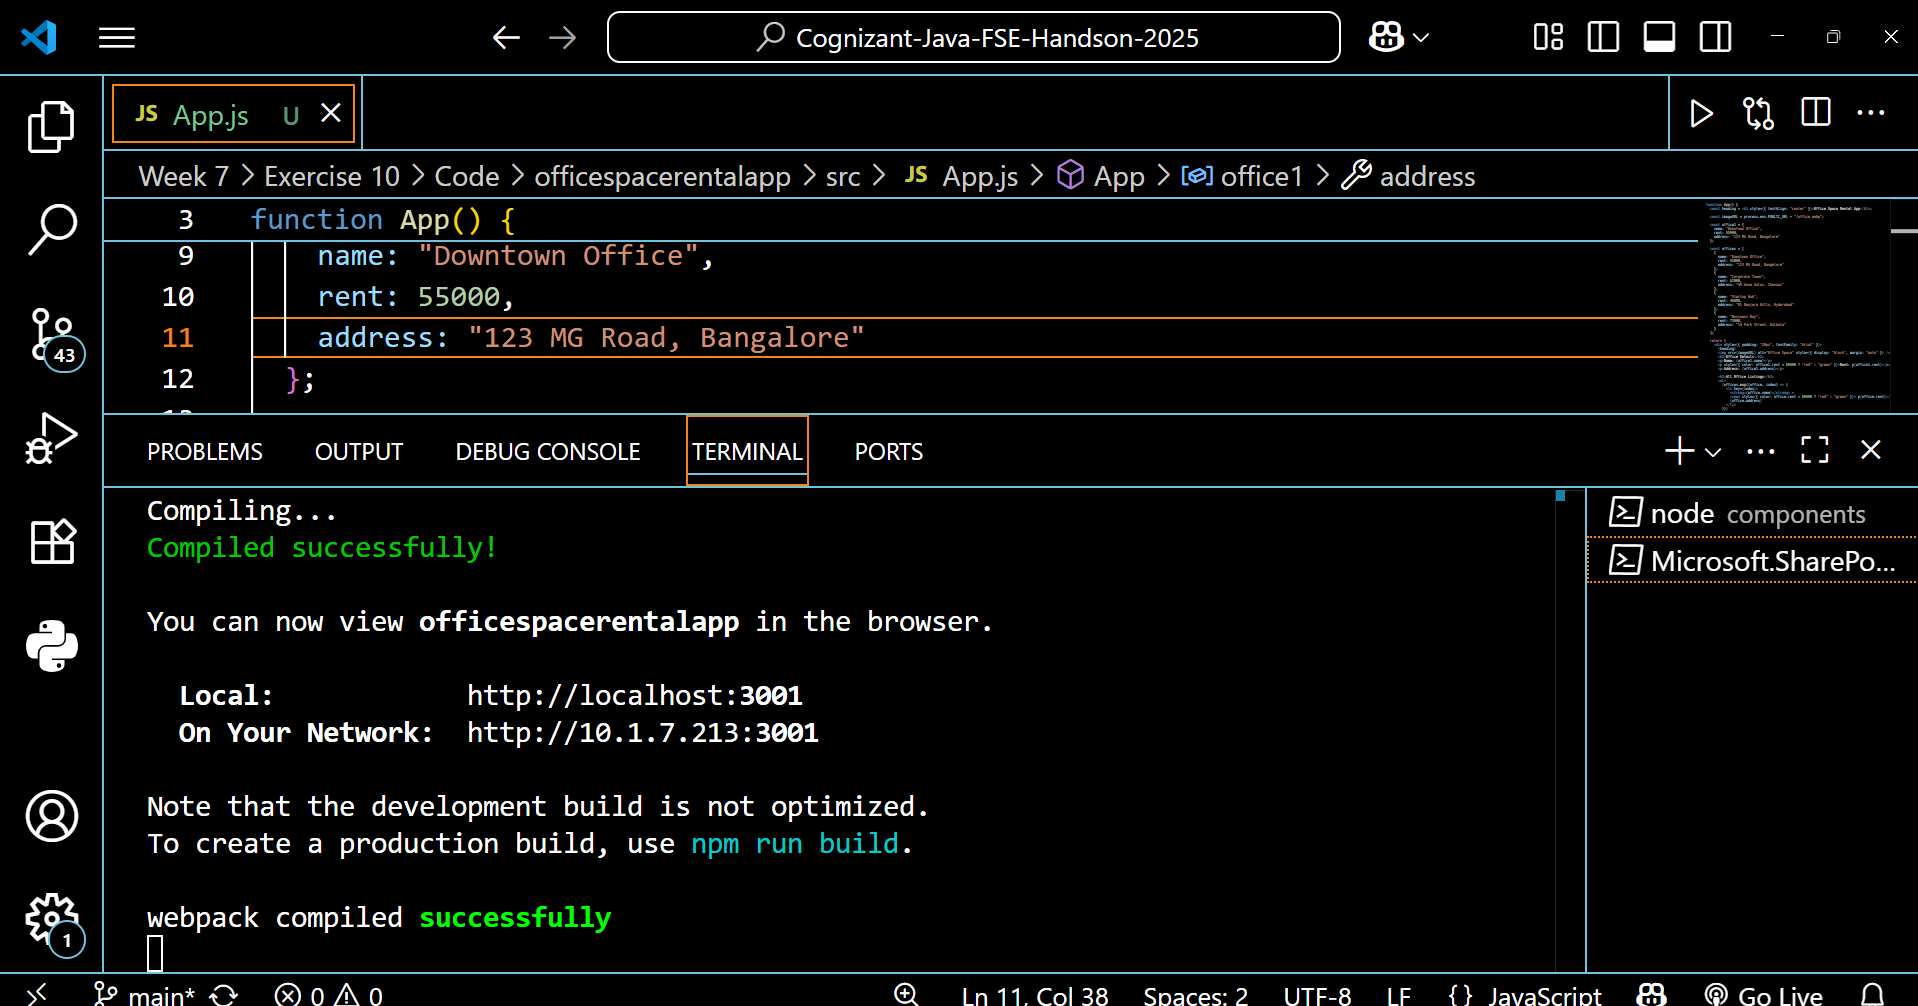 Cognizant-Java-FSE-Handson-2025
JS App.js U
Week 7 > Exercise 10 > Code > officespacerentalapp > src > JS App.js > App > office1 > address
3 function App() {
9 name: "Downtown Office",
10 rent: 55000,
11 address: "123 MG Road, Bangalore"
12 };
43
PROBLEMS OUTPUT DEBUG CONSOLE TERMINAL PORTS
Compiling...
Compiled successfully!
You can now view officespacerentalapp in the browser.
Local: http://localhost:3001
On Your Network: http://10.1.7.213:3001
Note that the development build is not optimized.
To create a production build, use npm run build.
webpack compiled successfully
node components
Microsoft.SharePo...
1
main* 0 0 Ln 11, Col 38 Spaces: 2 UTF-8 LF {} JavaScript Go Live